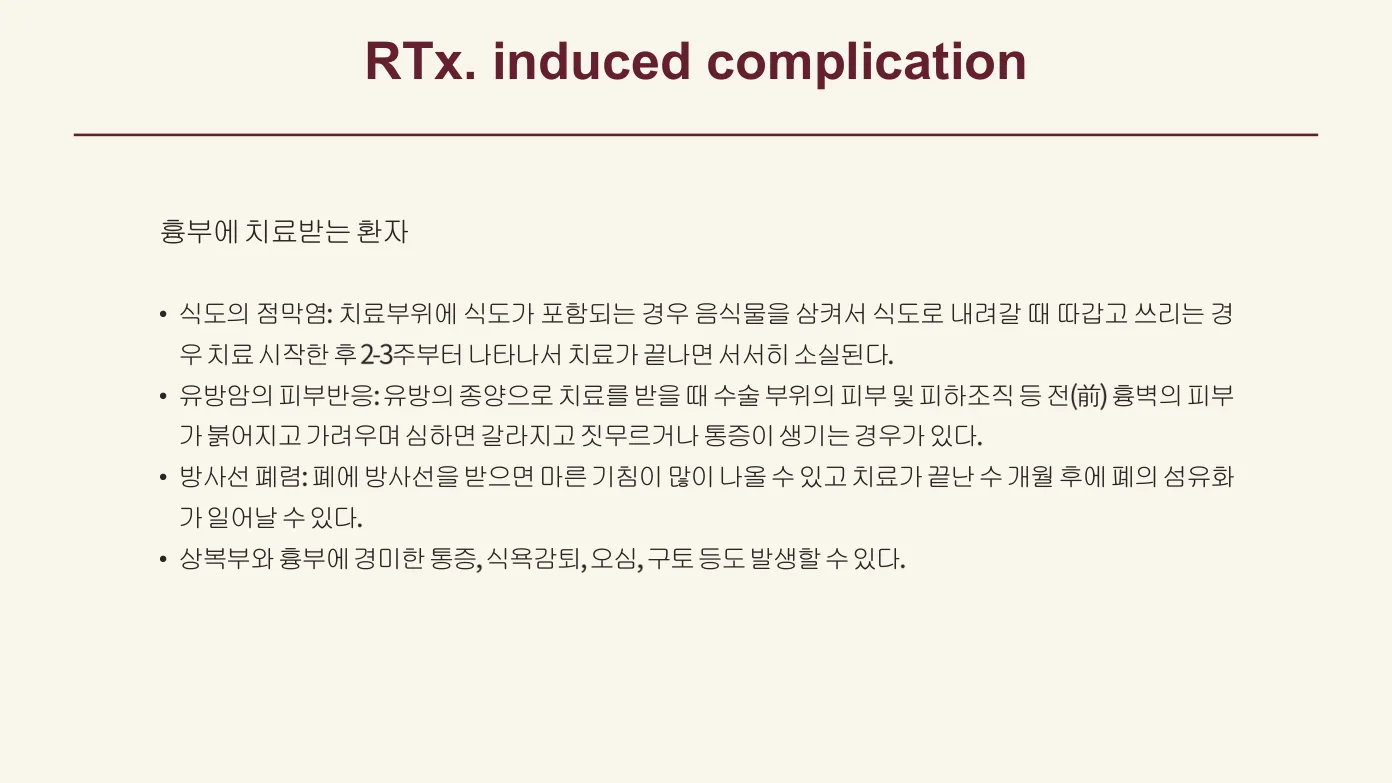 RTx. induced complication
흉부에 치료받는 환자
• 식도의 점막염: 치료부위에 식도가 포함되는 경우 음식물을 삼켜서 식도로 내려갈 때 따갑고 쓰리는 경
우 치료 시작한 후 2-3주부터 나타나서 치료가 끝나면 서서히 소실된다.
• 유방암의 피부반응: 유방의 종양으로 치료를 받을 때 수술 부위의 피부 및 피하조직 등 전(前) 흉벽의 피부
가 붉어지고 가려우며 심하면 갈라지고 짓무르거나 통증이 생기는 경우가 있다.
• 방사선 폐렴: 폐에 방사선을 받으면 마른 기침이 많이 나올 수 있고 치료가 끝난 수 개월 후에 폐의 섬유화
가 일어날 수 있다.
• 상복부와 흉부에 경미한 통증, 식욕감퇴, 오심, 구토 등도 발생할 수 있다.